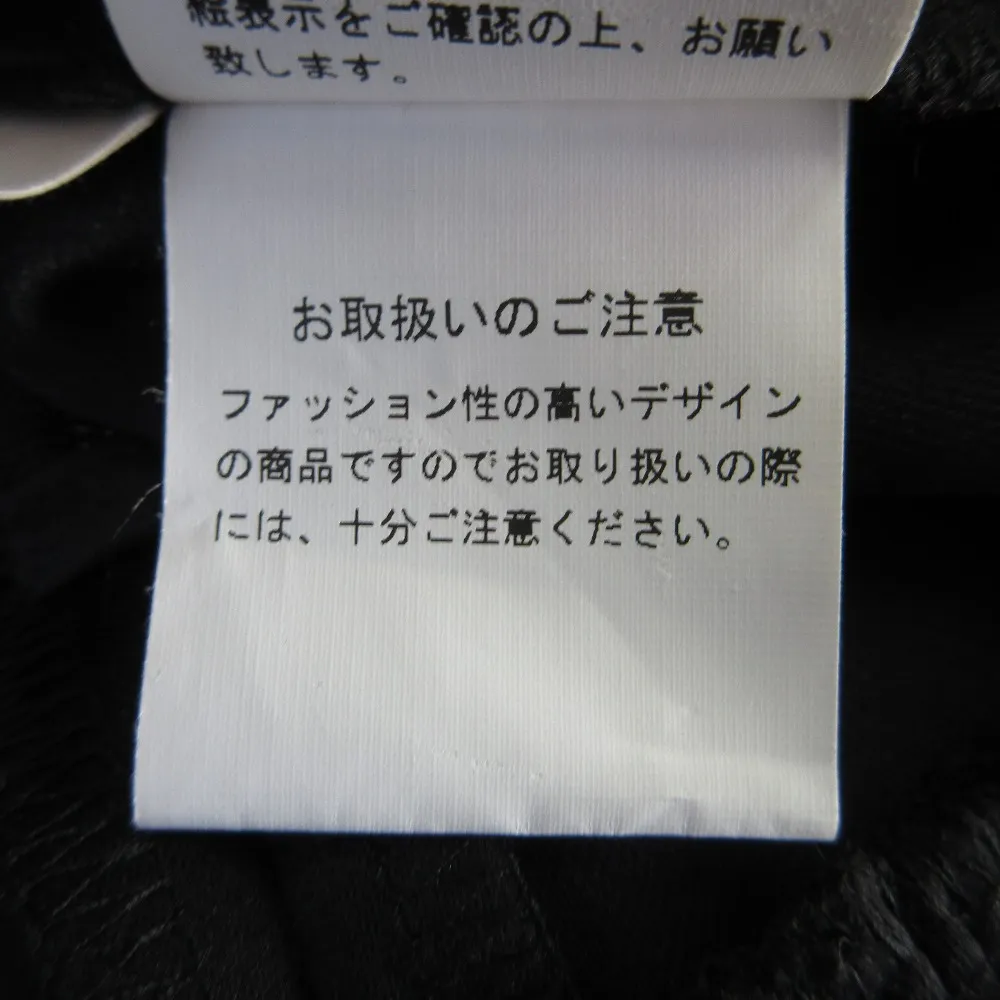 絵表示をご確認の上、お願い
致します。
お取扱いのご注意
ファッション性の高いデザイン
の商品ですのでお取り扱いの際
には、十分ご注意ください。